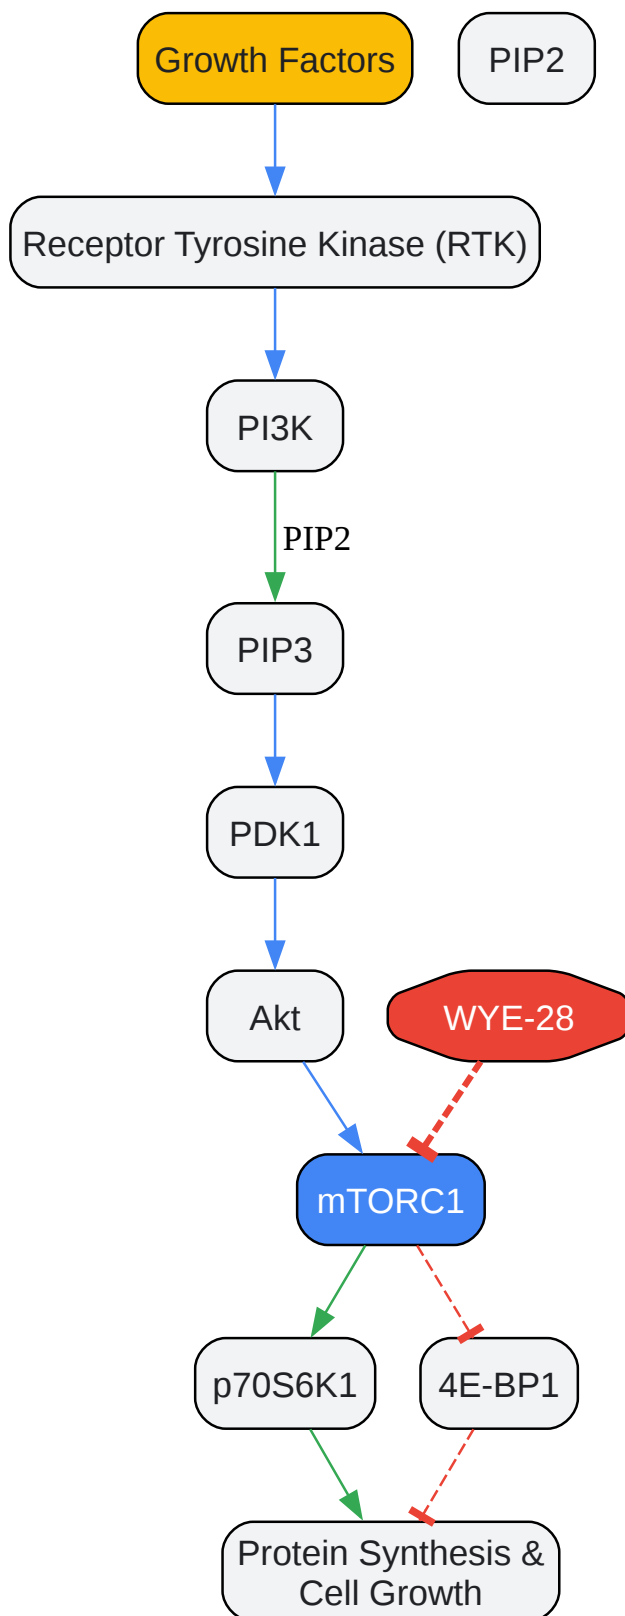 Growth Factors
PIP2
Receptor Tyrosine Kinase (RTK)
PI3K
PIP2
PIP3
PDK1
Akt
WYE-28
mTORC1
p70S6K1
4E-BP1
Protein Synthesis &
Cell Growth